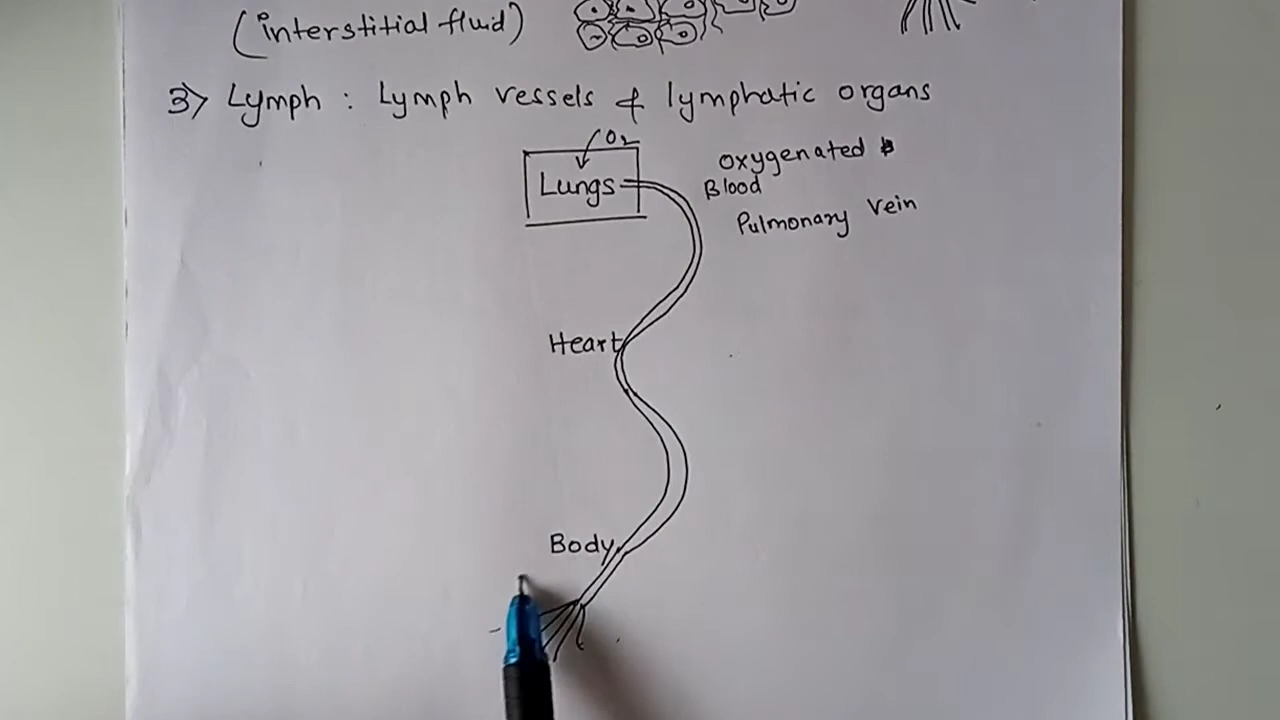 (interstitial fluid)
3) Lymph : Lymph vessels & lymphatic organs
O2
Lungs
Oxygenated
Blood
Pulmonary Vein
Heart
Body